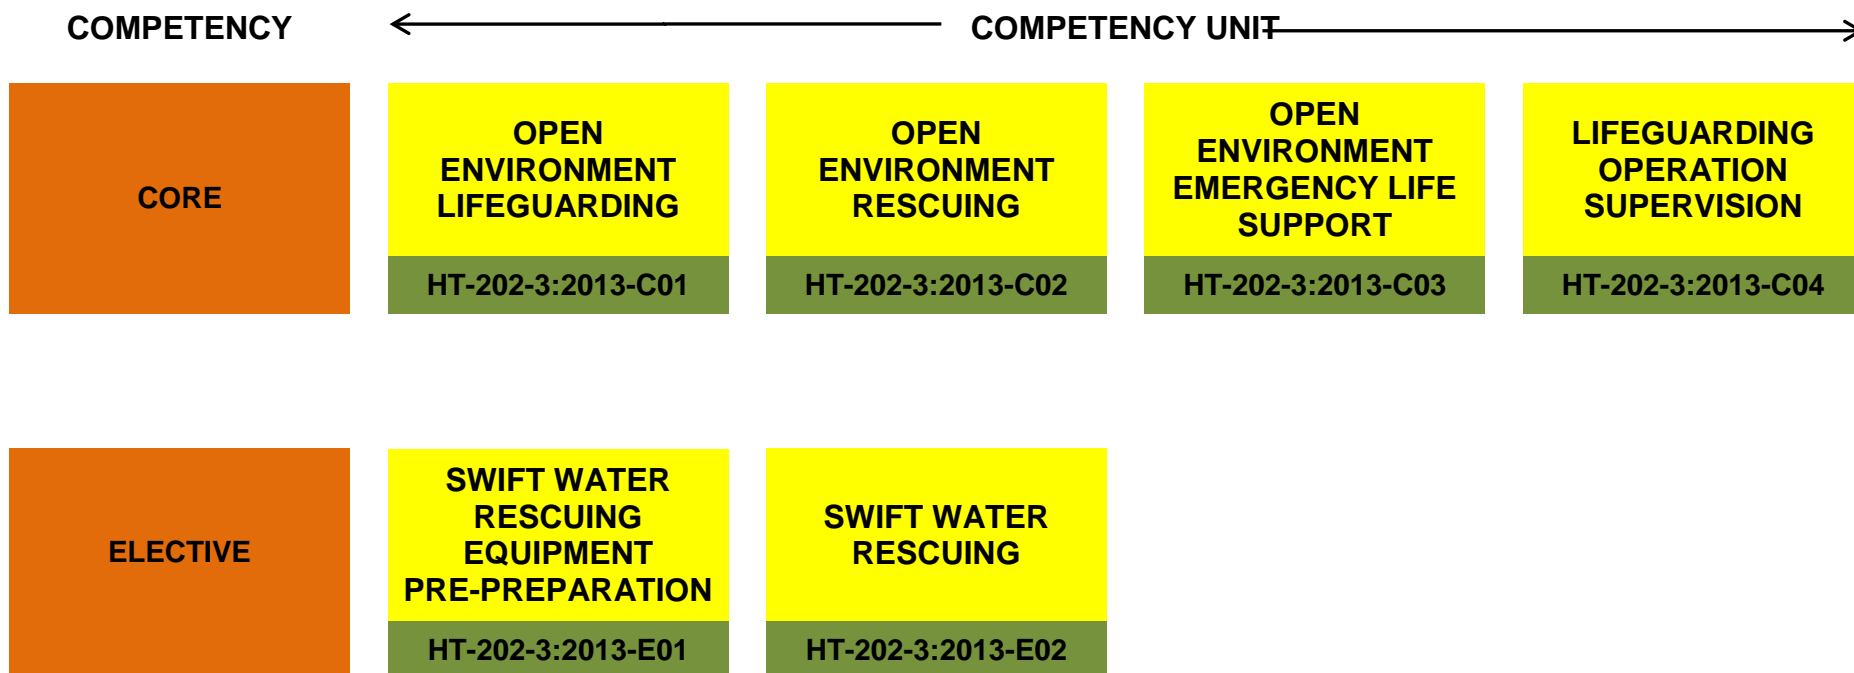 COMPETENCY
COMPETENCY UNIT
CORE
OPEN
ENVIRONMENT
LIFEGUARDING
HT-202-3:2013-C01
OPEN
ENVIRONMENT
RESCUING
HT-202-3:2013-C02
OPEN
ENVIRONMENT
EMERGENCY LIFE
SUPPORT
HT-202-3:2013-C03
LIFEGUARDING
OPERATION
SUPERVISION
HT-202-3:2013-C04
ELECTIVE
SWIFT WATER
RESCUING
EQUIPMENT
PRE-PREPARATION
HT-202-3:2013-E01
SWIFT WATER
RESCUING
HT-202-3:2013-E02